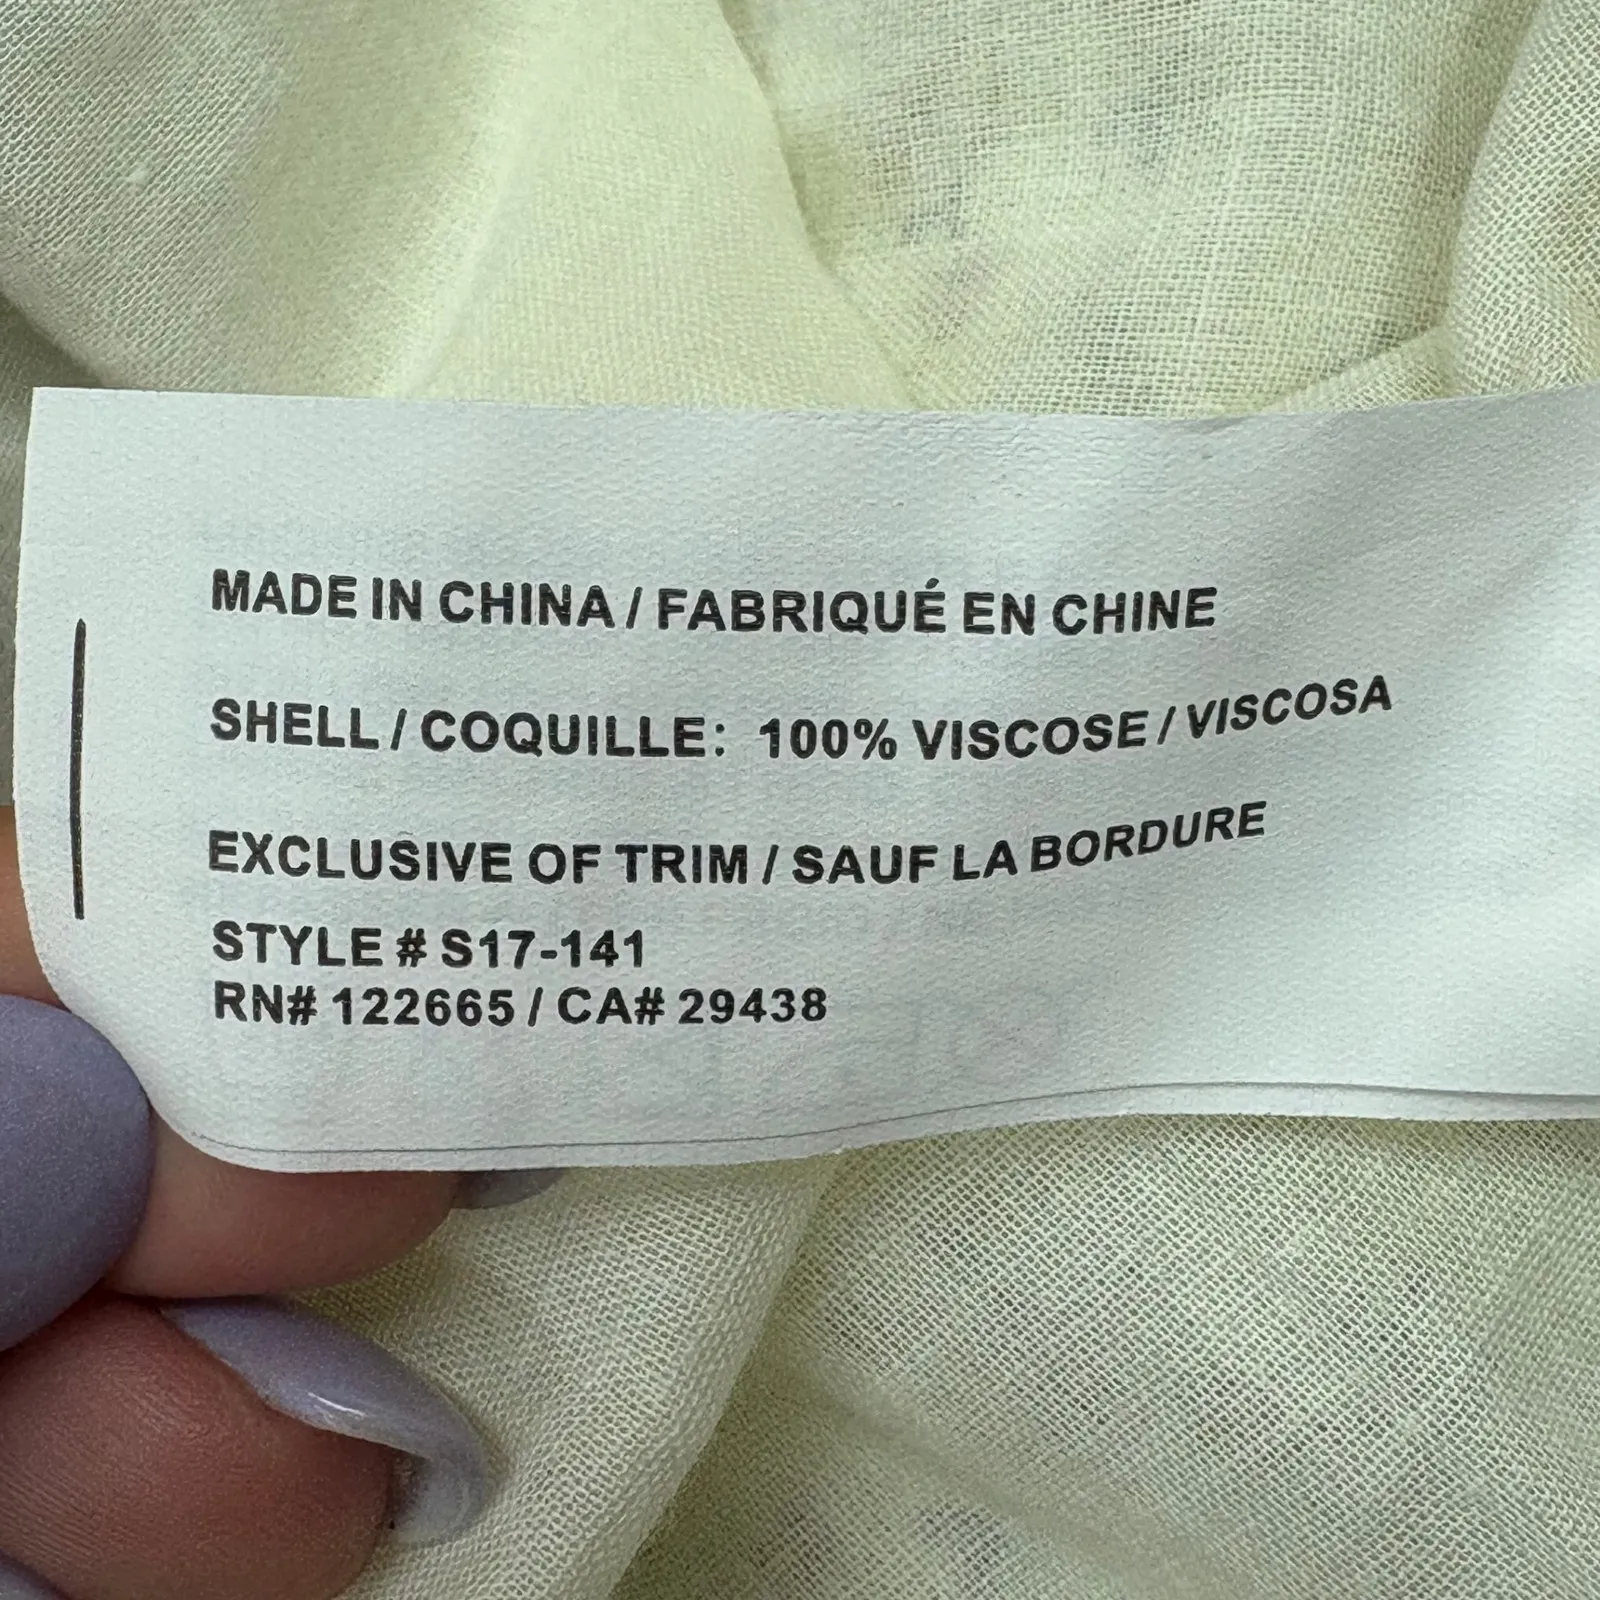 MADE IN CHINA / FABRIQUÉ EN CHINE
SHELL / COQUILLE: 100% VISCOSE / VISCOSA
EXCLUSIVE OF TRIM / SAUF LA BORDURE
STYLE # S17-141
RN# 122665 / CA# 29438